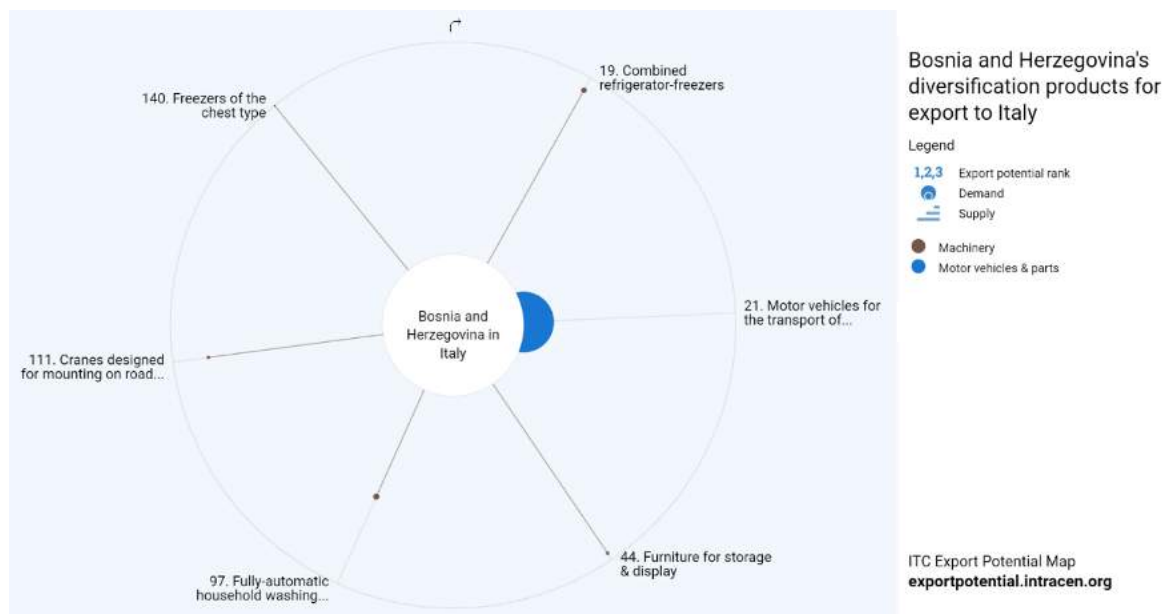 140. Freezers of the
chest type
19. Combined
refrigerator-freezers
Bosnia and
Herzegovina in
Italy
21. Motor vehicles for
the transport of...
111. Cranes designed
for mounting on road...
44. Furniture for storage
& display
97. Fully-automatic
household washing...
Bosnia and Herzegovina's
diversification products for
export to Italy
Legend
1,2,3 Export potential rank
Demand
Supply
Machinery
Motor vehicles & parts
ITC Export Potential Map
exportpotential.intracen.org